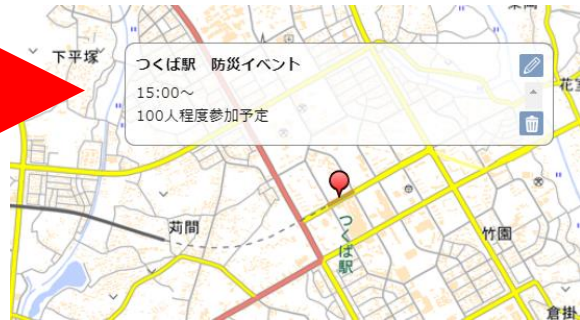 下平塚
つくば駅　防災イベント
15:00～
100人程度参加予定
苅間
つくば駅
竹園
倉掛